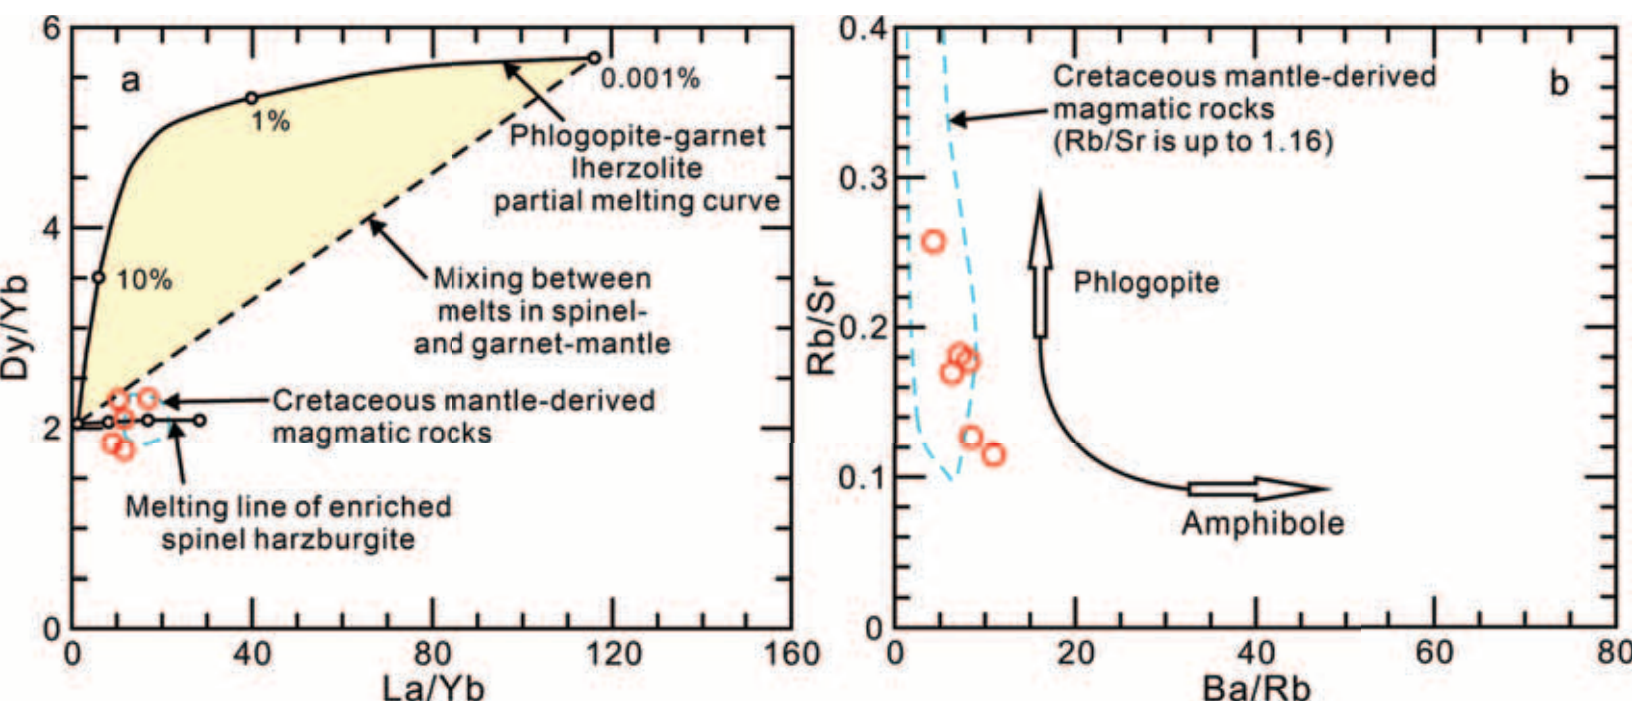 a
6
4
2
0
Dy/Yb
0
40
80
120
160
La/Yb
1%
0.001%
10%
Phlogopite-garnet
lherzolite
partial melting curve
Mixing between
melts in spinel-
and garnet-mantle
Cretaceous mantle-derived
magmatic rocks
Melting line of enriched
spinel harzburgite
b
0.4
0.3
0.2
0.1
0
Rb/Sr
0
20
40
60
80
Ba/Rb
Cretaceous mantle-derived
magmatic rocks
(Rb/Sr is up to 1.16)
Phlogopite
Amphibole